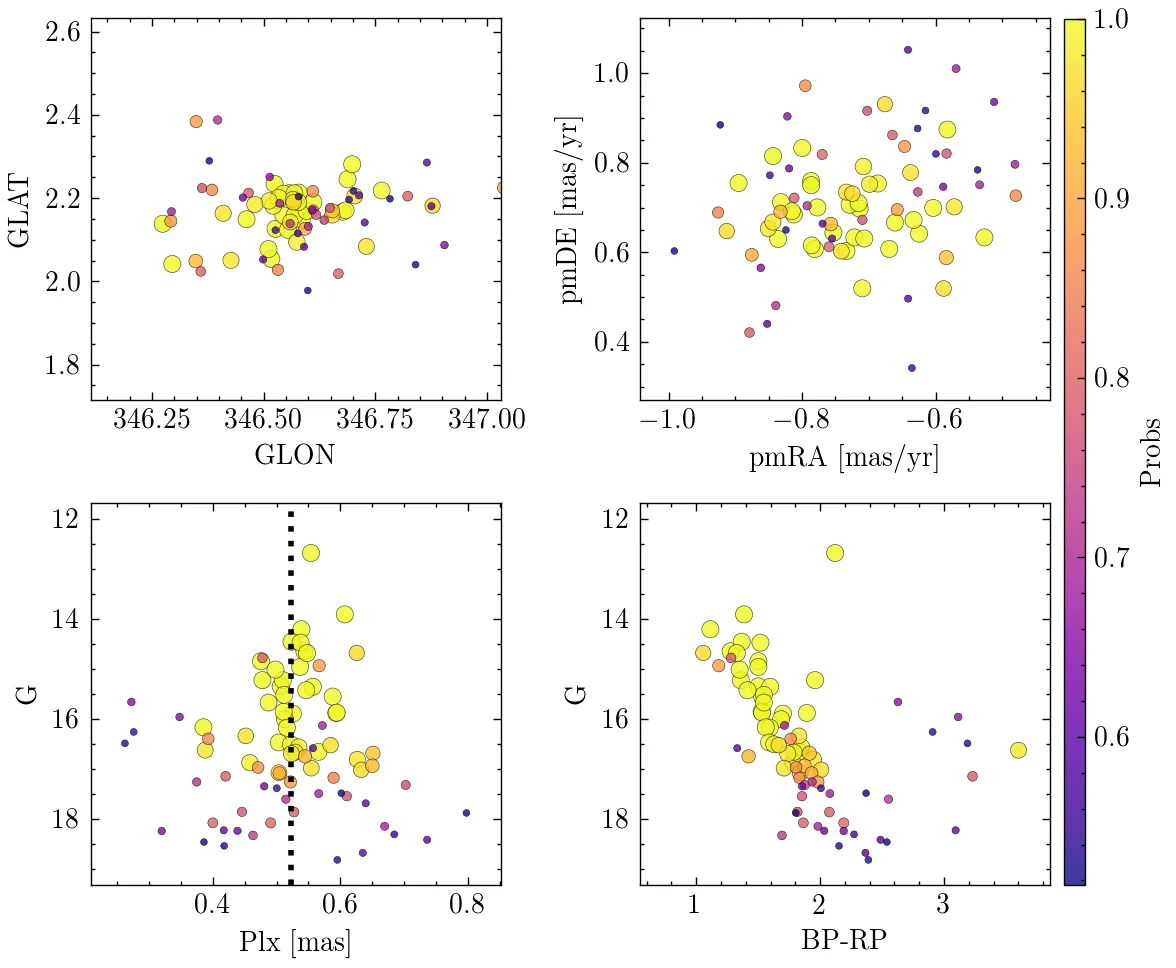 2.6
2.4
2.2
2.0
1.8
GLAT
346.25 346.50 346.75 347.00
GLON
1.0
0.8
0.6
0.4
pmDE [mas/yr]
−1.0 −0.8 −0.6
pmRA [mas/yr]
12
14
16
18
G
0.4 0.6 0.8
Plx [mas]
12
14
16
18
G
1 2 3
BP-RP
1.0
0.9
0.8
0.7
0.6
Probs